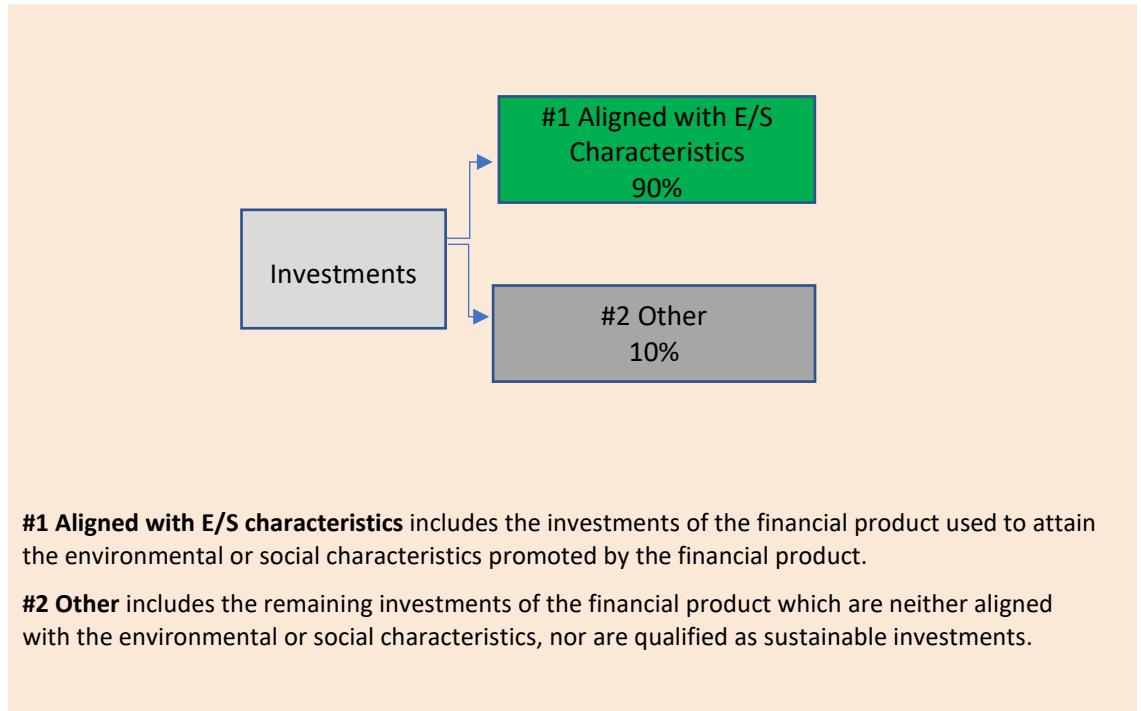 #1 Aligned with E/S
Characteristics
90%
Investments
#2 Other
10%
#1 Aligned with E/S characteristics includes the investments of the financial product used to attain
the environmental or social characteristics promoted by the financial product.
#2 Other includes the remaining investments of the financial product which are neither aligned
with the environmental or social characteristics, nor are qualified as sustainable investments.